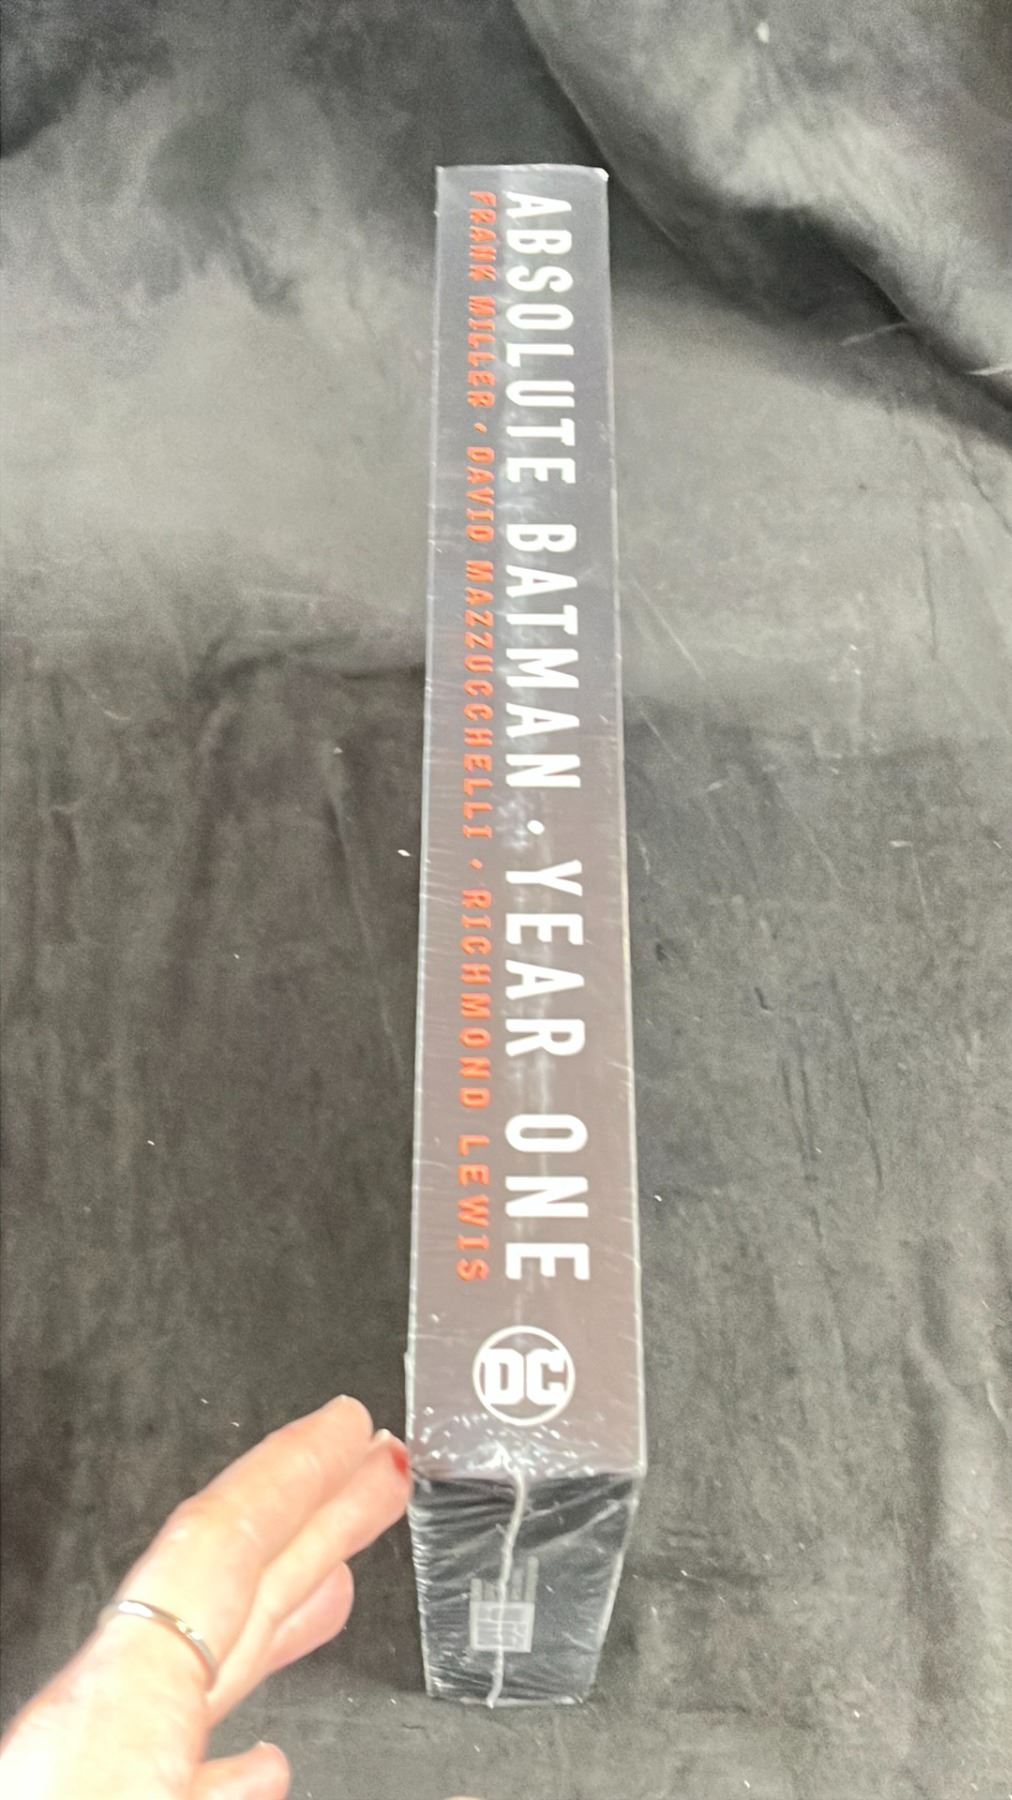 ABSOLUTE BATMAN • YEAR ONE
FRANK MILLER • DAVID MAZZUCCHELLI • RICHMOND LEWIS
DC